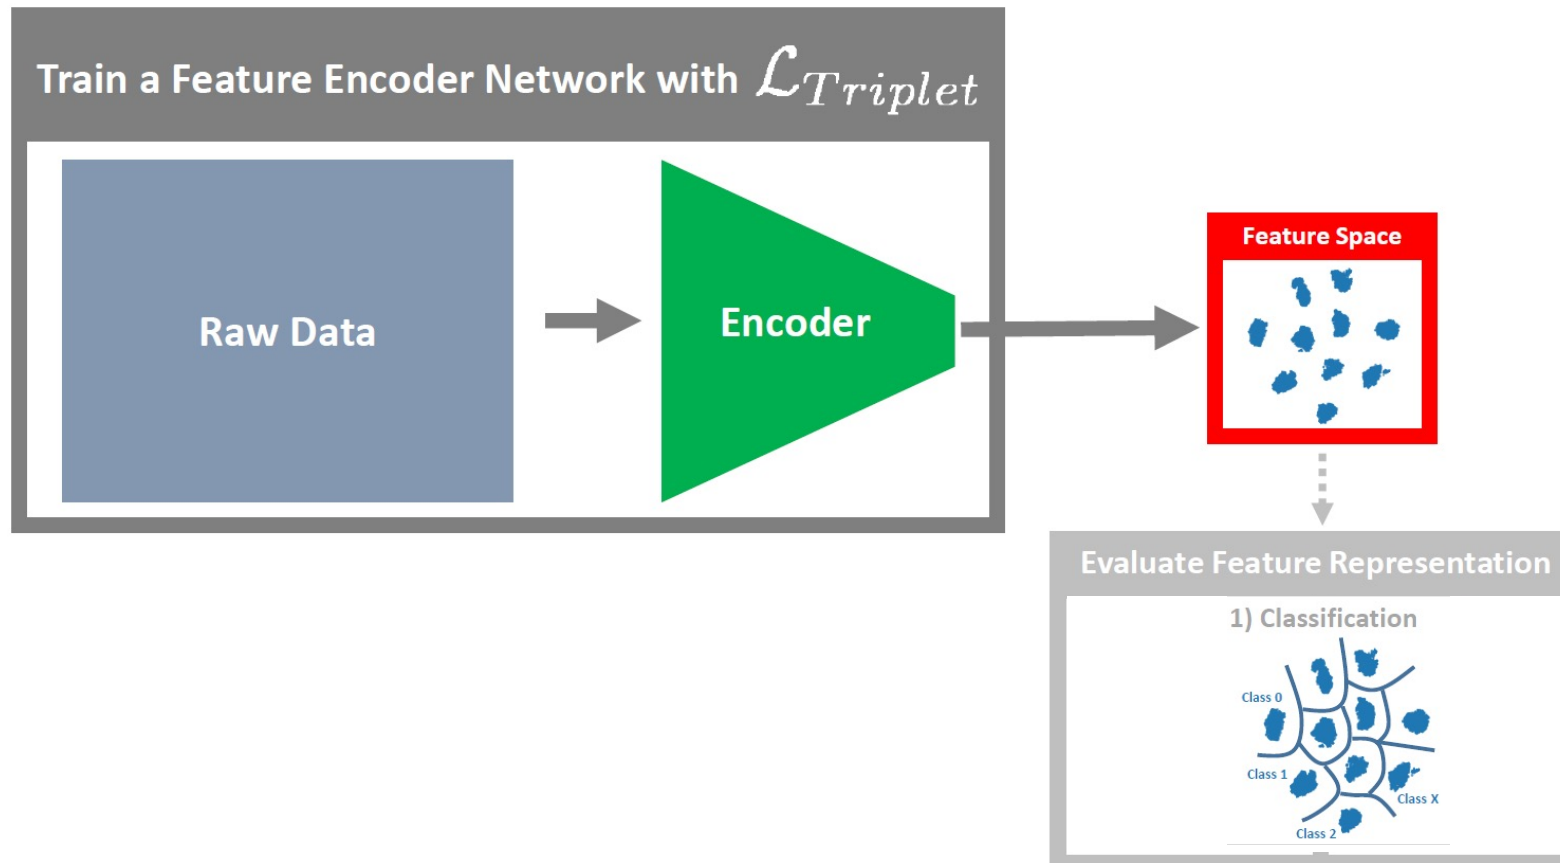 Train a Feature Encoder Network with ℒ_Triplet
Raw Data
Encoder
Feature Space
Evaluate Feature Representation
1) Classification
Class 0
Class 1
Class X
Class 2